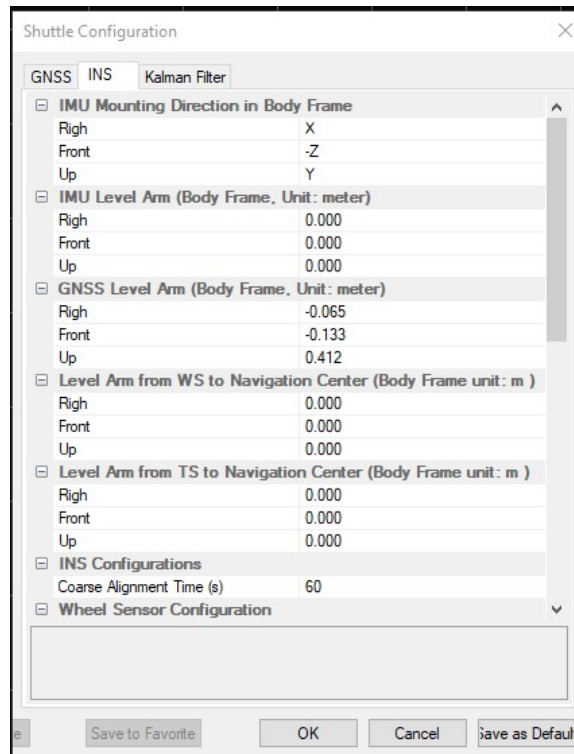 Shuttle Configuration
GNSS INS Kalman Filter
IMU Mounting Direction in Body Frame
Righ X
Front -Z
Up Y
IMU Level Arm (Body Frame, Unit: meter)
Righ 0.000
Front 0.000
Up 0.000
GNSS Level Arm (Body Frame, Unit: meter)
Righ -0.065
Front -0.133
Up 0.412
Level Arm from WS to Navigation Center (Body Frame unit: m )
Righ 0.000
Front 0.000
Up 0.000
Level Arm from TS to Navigation Center (Body Frame unit: m )
Righ 0.000
Front 0.000
Up 0.000
INS Configurations
Coarse Alignment Time (s) 60
Wheel Sensor Configuration
e Save to Favorite OK Cancel Save as Defaul